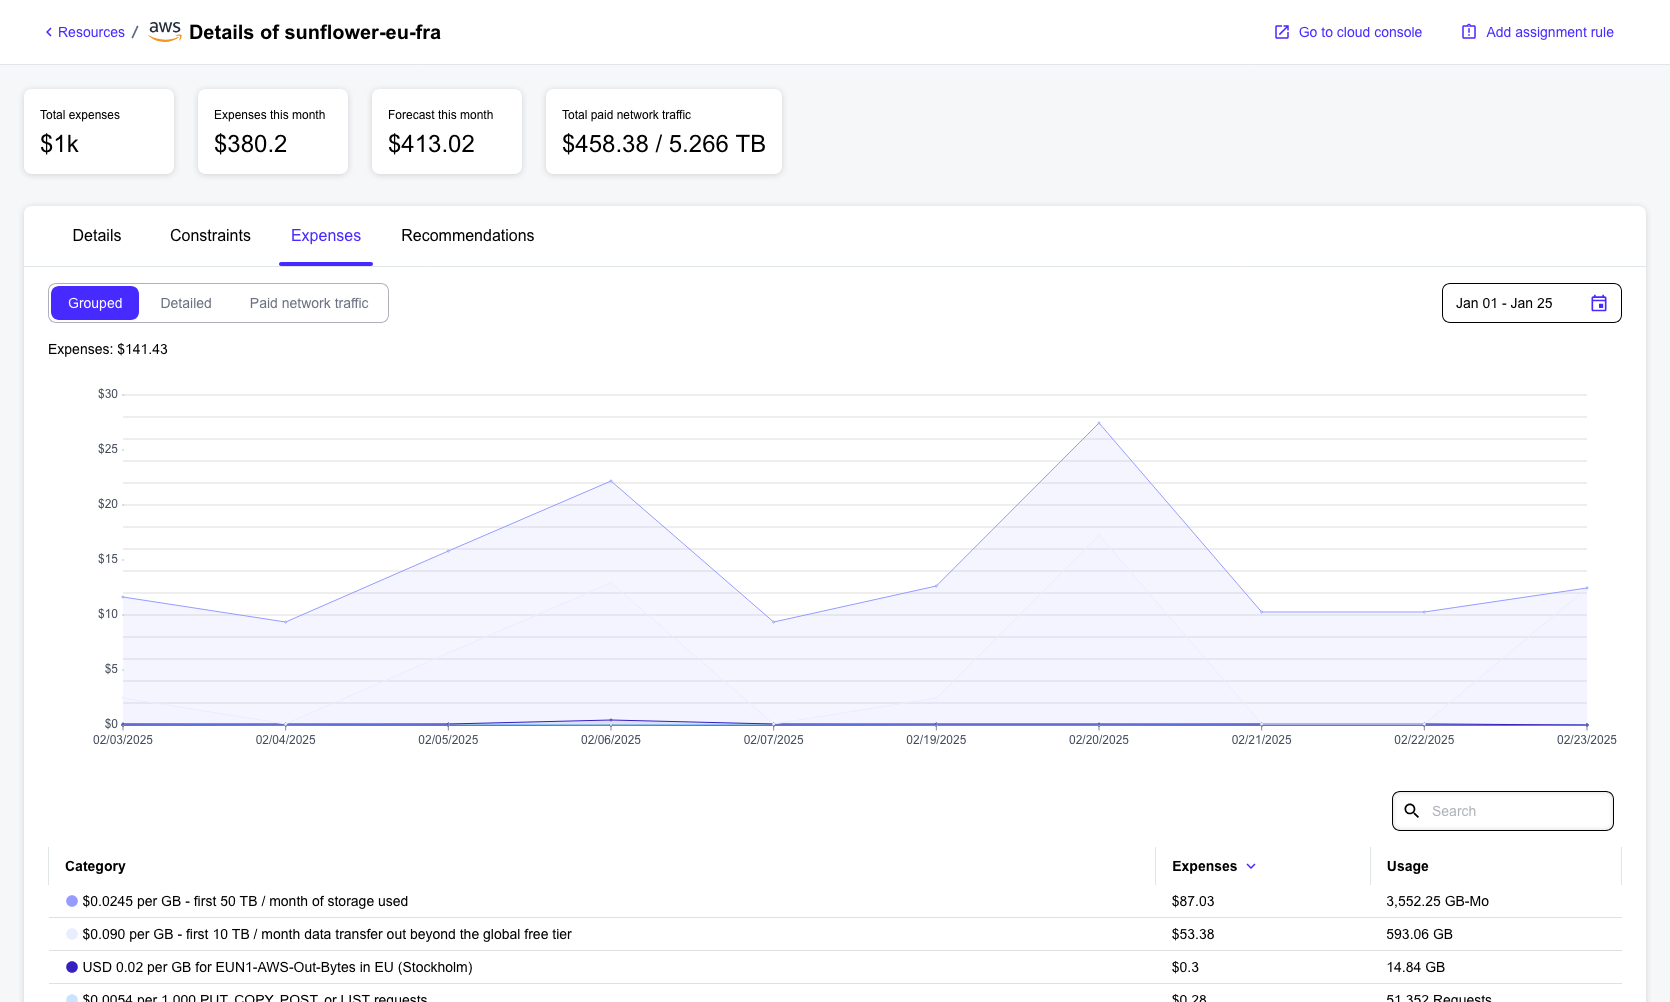 Resources / aws Details of sunflower-eu-fra
Go to cloud console
Add assignment rule
Total expenses
$1k
Expenses this month
$380.2
Forecast this month
$413.02
Total paid network traffic
$458.38 / 5.266 TB
Details
Constraints
Expenses
Recommendations
Grouped
Detailed
Paid network traffic
Jan 01 - Jan 25
Expenses: $141.43
$30
$25
$20
$15
$10
$5
$0
02/03/2025
02/04/2025
02/05/2025
02/06/2025
02/07/2025
02/19/2025
02/20/2025
02/21/2025
02/22/2025
02/23/2025
Search
Category Expenses Usage
$0.0245 per GB - first 50 TB / month of storage used $87.03 3,552.25 GB-Mo
$0.090 per GB - first 10 TB / month data transfer out beyond the global free tier $53.38 593.06 GB
USD 0.02 per GB for EUN1-AWS-Out-Bytes in EU (Stockholm) $0.3 14.84 GB
$0.0054 per 1,000 PUT, COPY, POST, or LIST requests $0.28 51,352 Requests